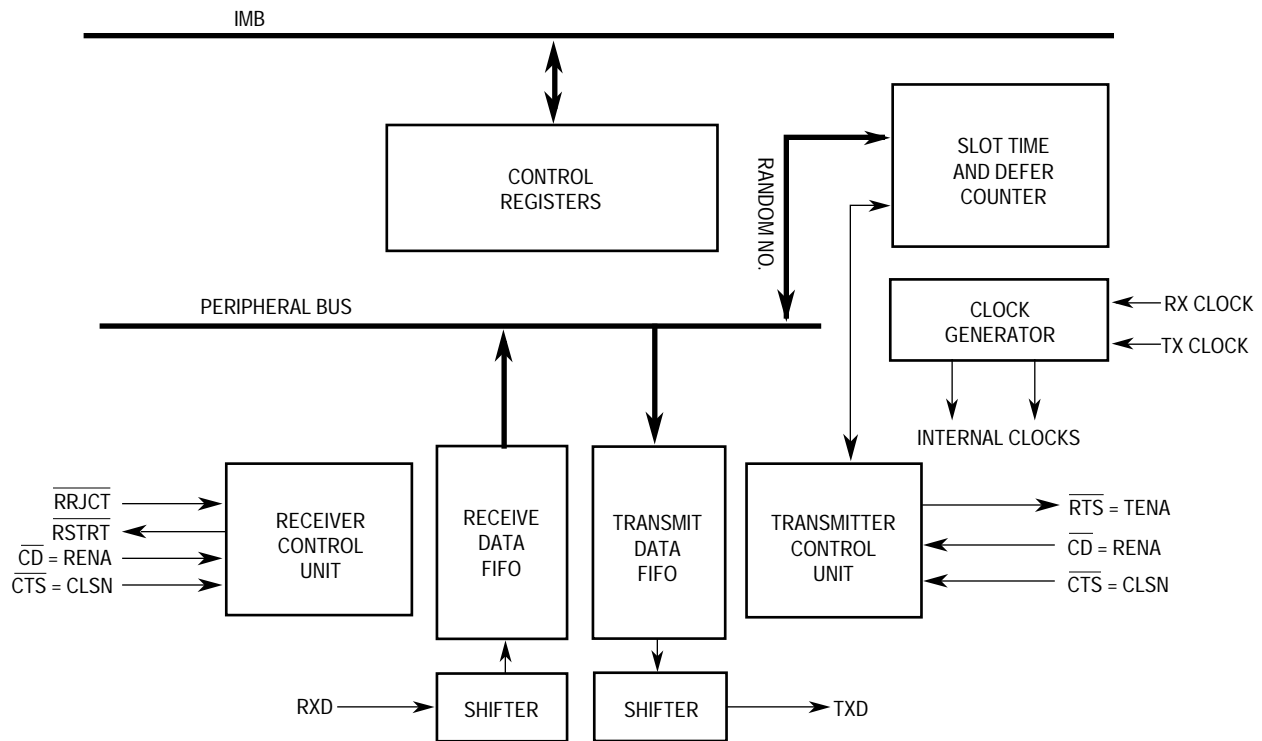 IMB
CONTROL
REGISTERS
RANDOM NO.
SLOT TIME
AND DEFER
COUNTER
PERIPHERAL BUS
CLOCK
GENERATOR
RX CLOCK
TX CLOCK
INTERNAL CLOCKS
RRJCT
RSTRT
CD = RENA
CTS = CLSN
RECEIVER
CONTROL
UNIT
RECEIVE
DATA
FIFO
TRANSMIT
DATA
FIFO
TRANSMITTER
CONTROL
UNIT
RTS = TENA
CD = RENA
CTS = CLSN
RXD
SHIFTER
SHIFTER
TXD